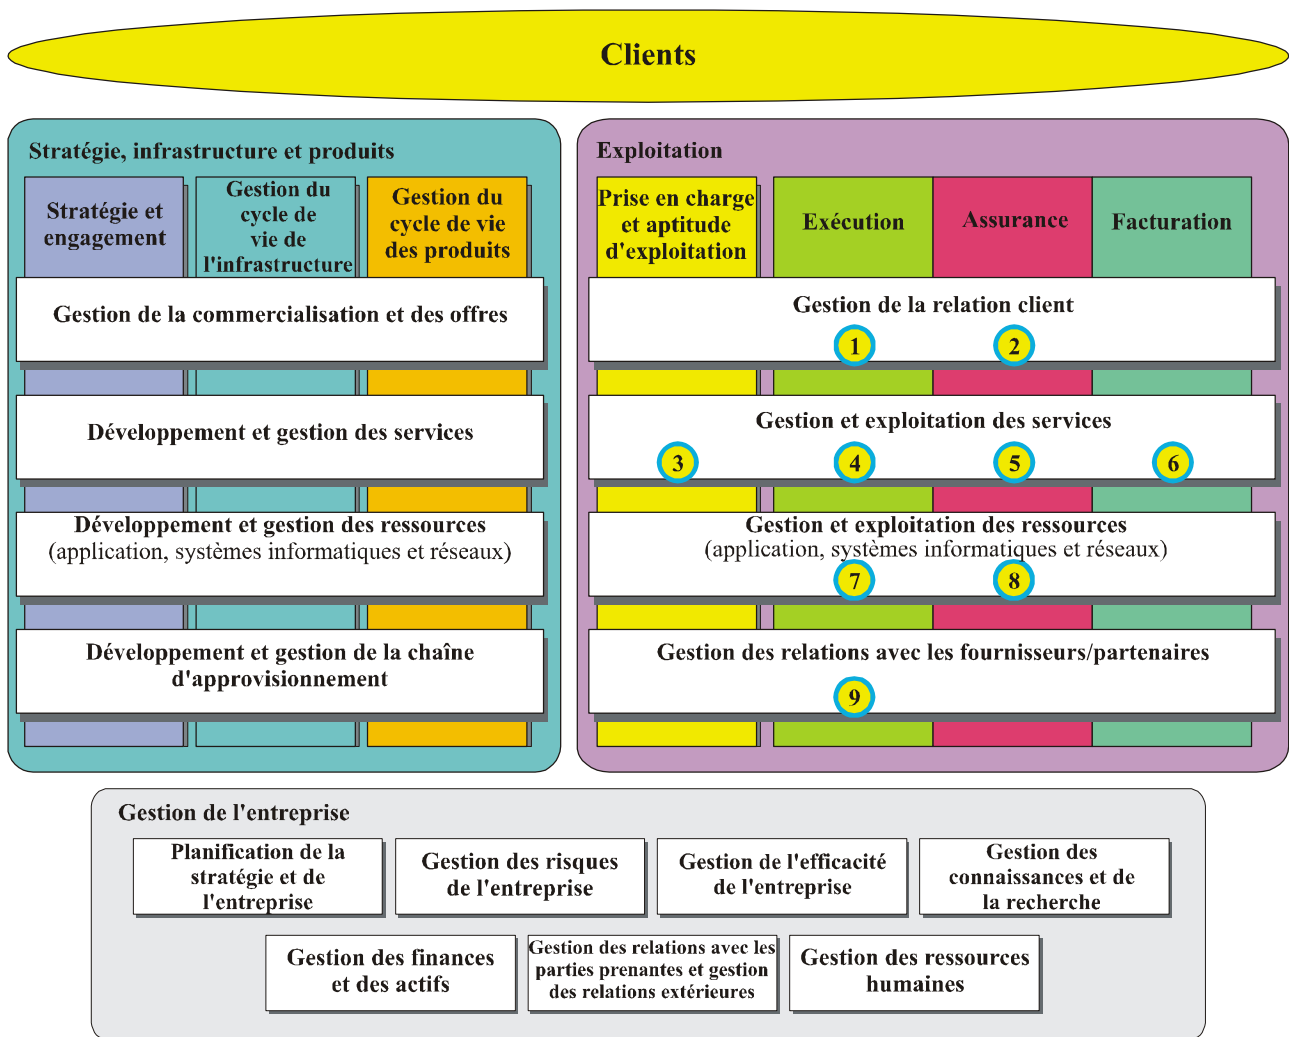 Clients
Stratégie, infrastructure et produits
Stratégie et
engagement
Gestion du
cycle de
vie de
l'infrastructure
Gestion du
cycle de vie
des produits
Gestion de la commercialisation et des offres
Développement et gestion des services
Développement et gestion des ressources
(application, systèmes informatiques et réseaux)
Développement et gestion de la chaîne
d'approvisionnement
Exploitation
Prise en charge
et aptitude
d'exploitation
Exécution
Assurance
Facturation
Gestion de la relation client
1
2
Gestion et exploitation des services
3
4
5
6
Gestion et exploitation des ressources
(application, systèmes informatiques et réseaux)
7
8
Gestion des relations avec les fournisseurs/partenaires
9
Gestion de l'entreprise
Planification de la
stratégie et de
l'entreprise
Gestion des risques
de l'entreprise
Gestion de l'efficacité
de l'entreprise
Gestion des
connaissances et de
la recherche
Gestion des finances
et des actifs
Gestion des relations avec les
parties prenantes et gestion
des relations extérieures
Gestion des ressources
humaines